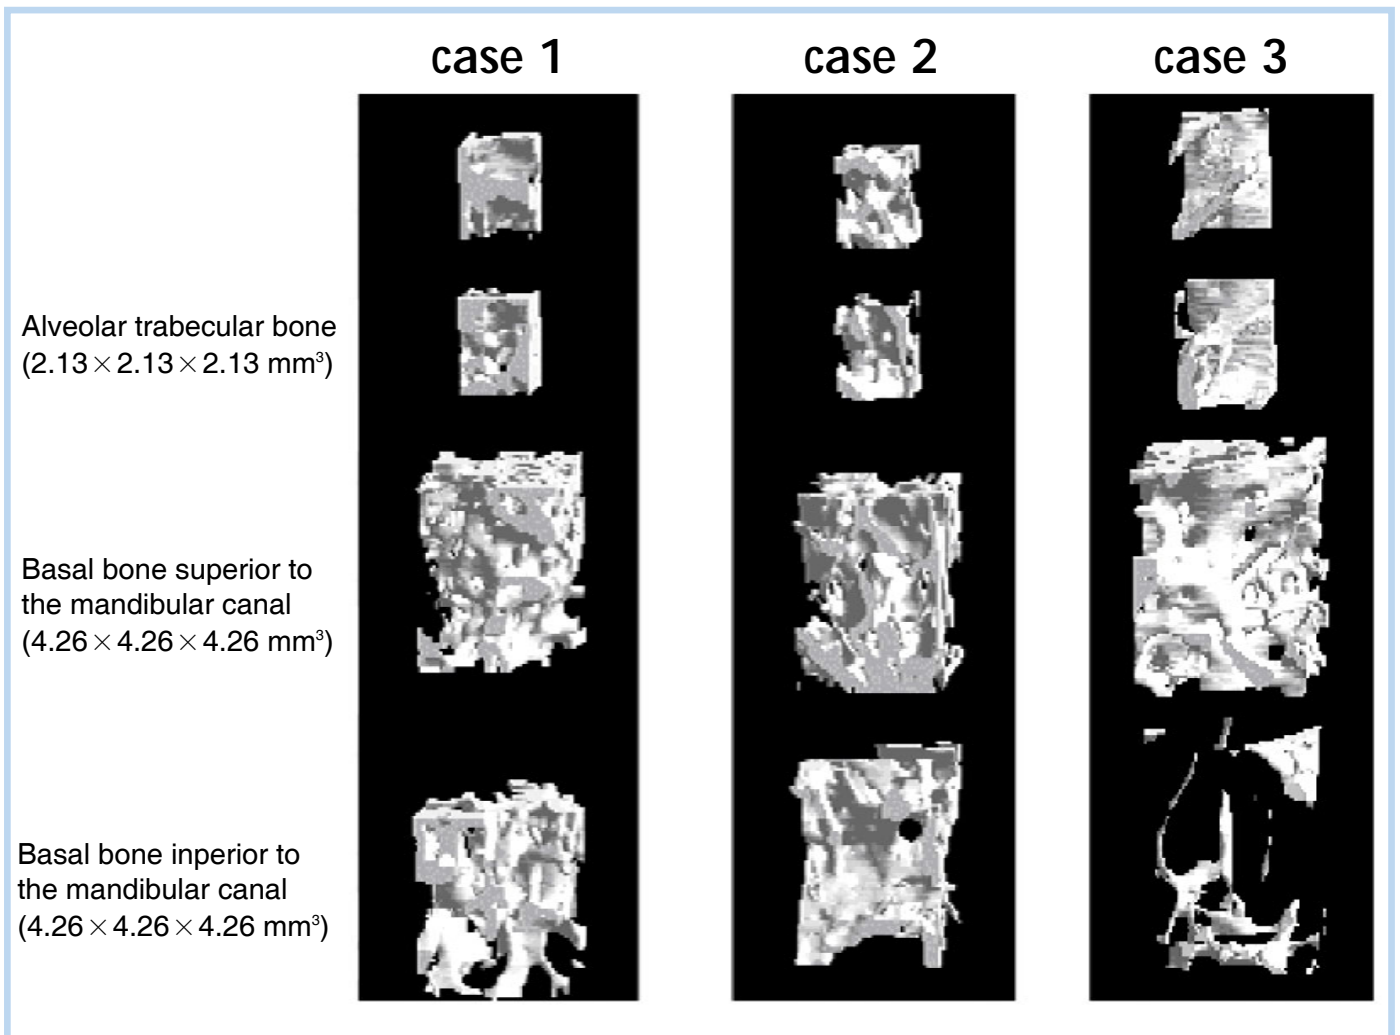 case 1
case 2
case 3
Alveolar trabecular bone
(2.13×2.13×2.13 mm³)
Basal bone superior to
the mandibular canal
(4.26×4.26×4.26 mm³)
Basal bone inperior to
the mandibular canal
(4.26×4.26×4.26 mm³)